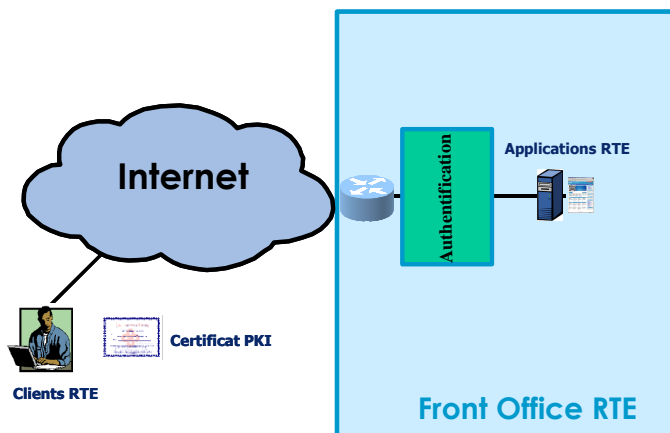 Internet
Authentification
Applications RTE
Certificat PKI
Clients RTE
Front Office RTE